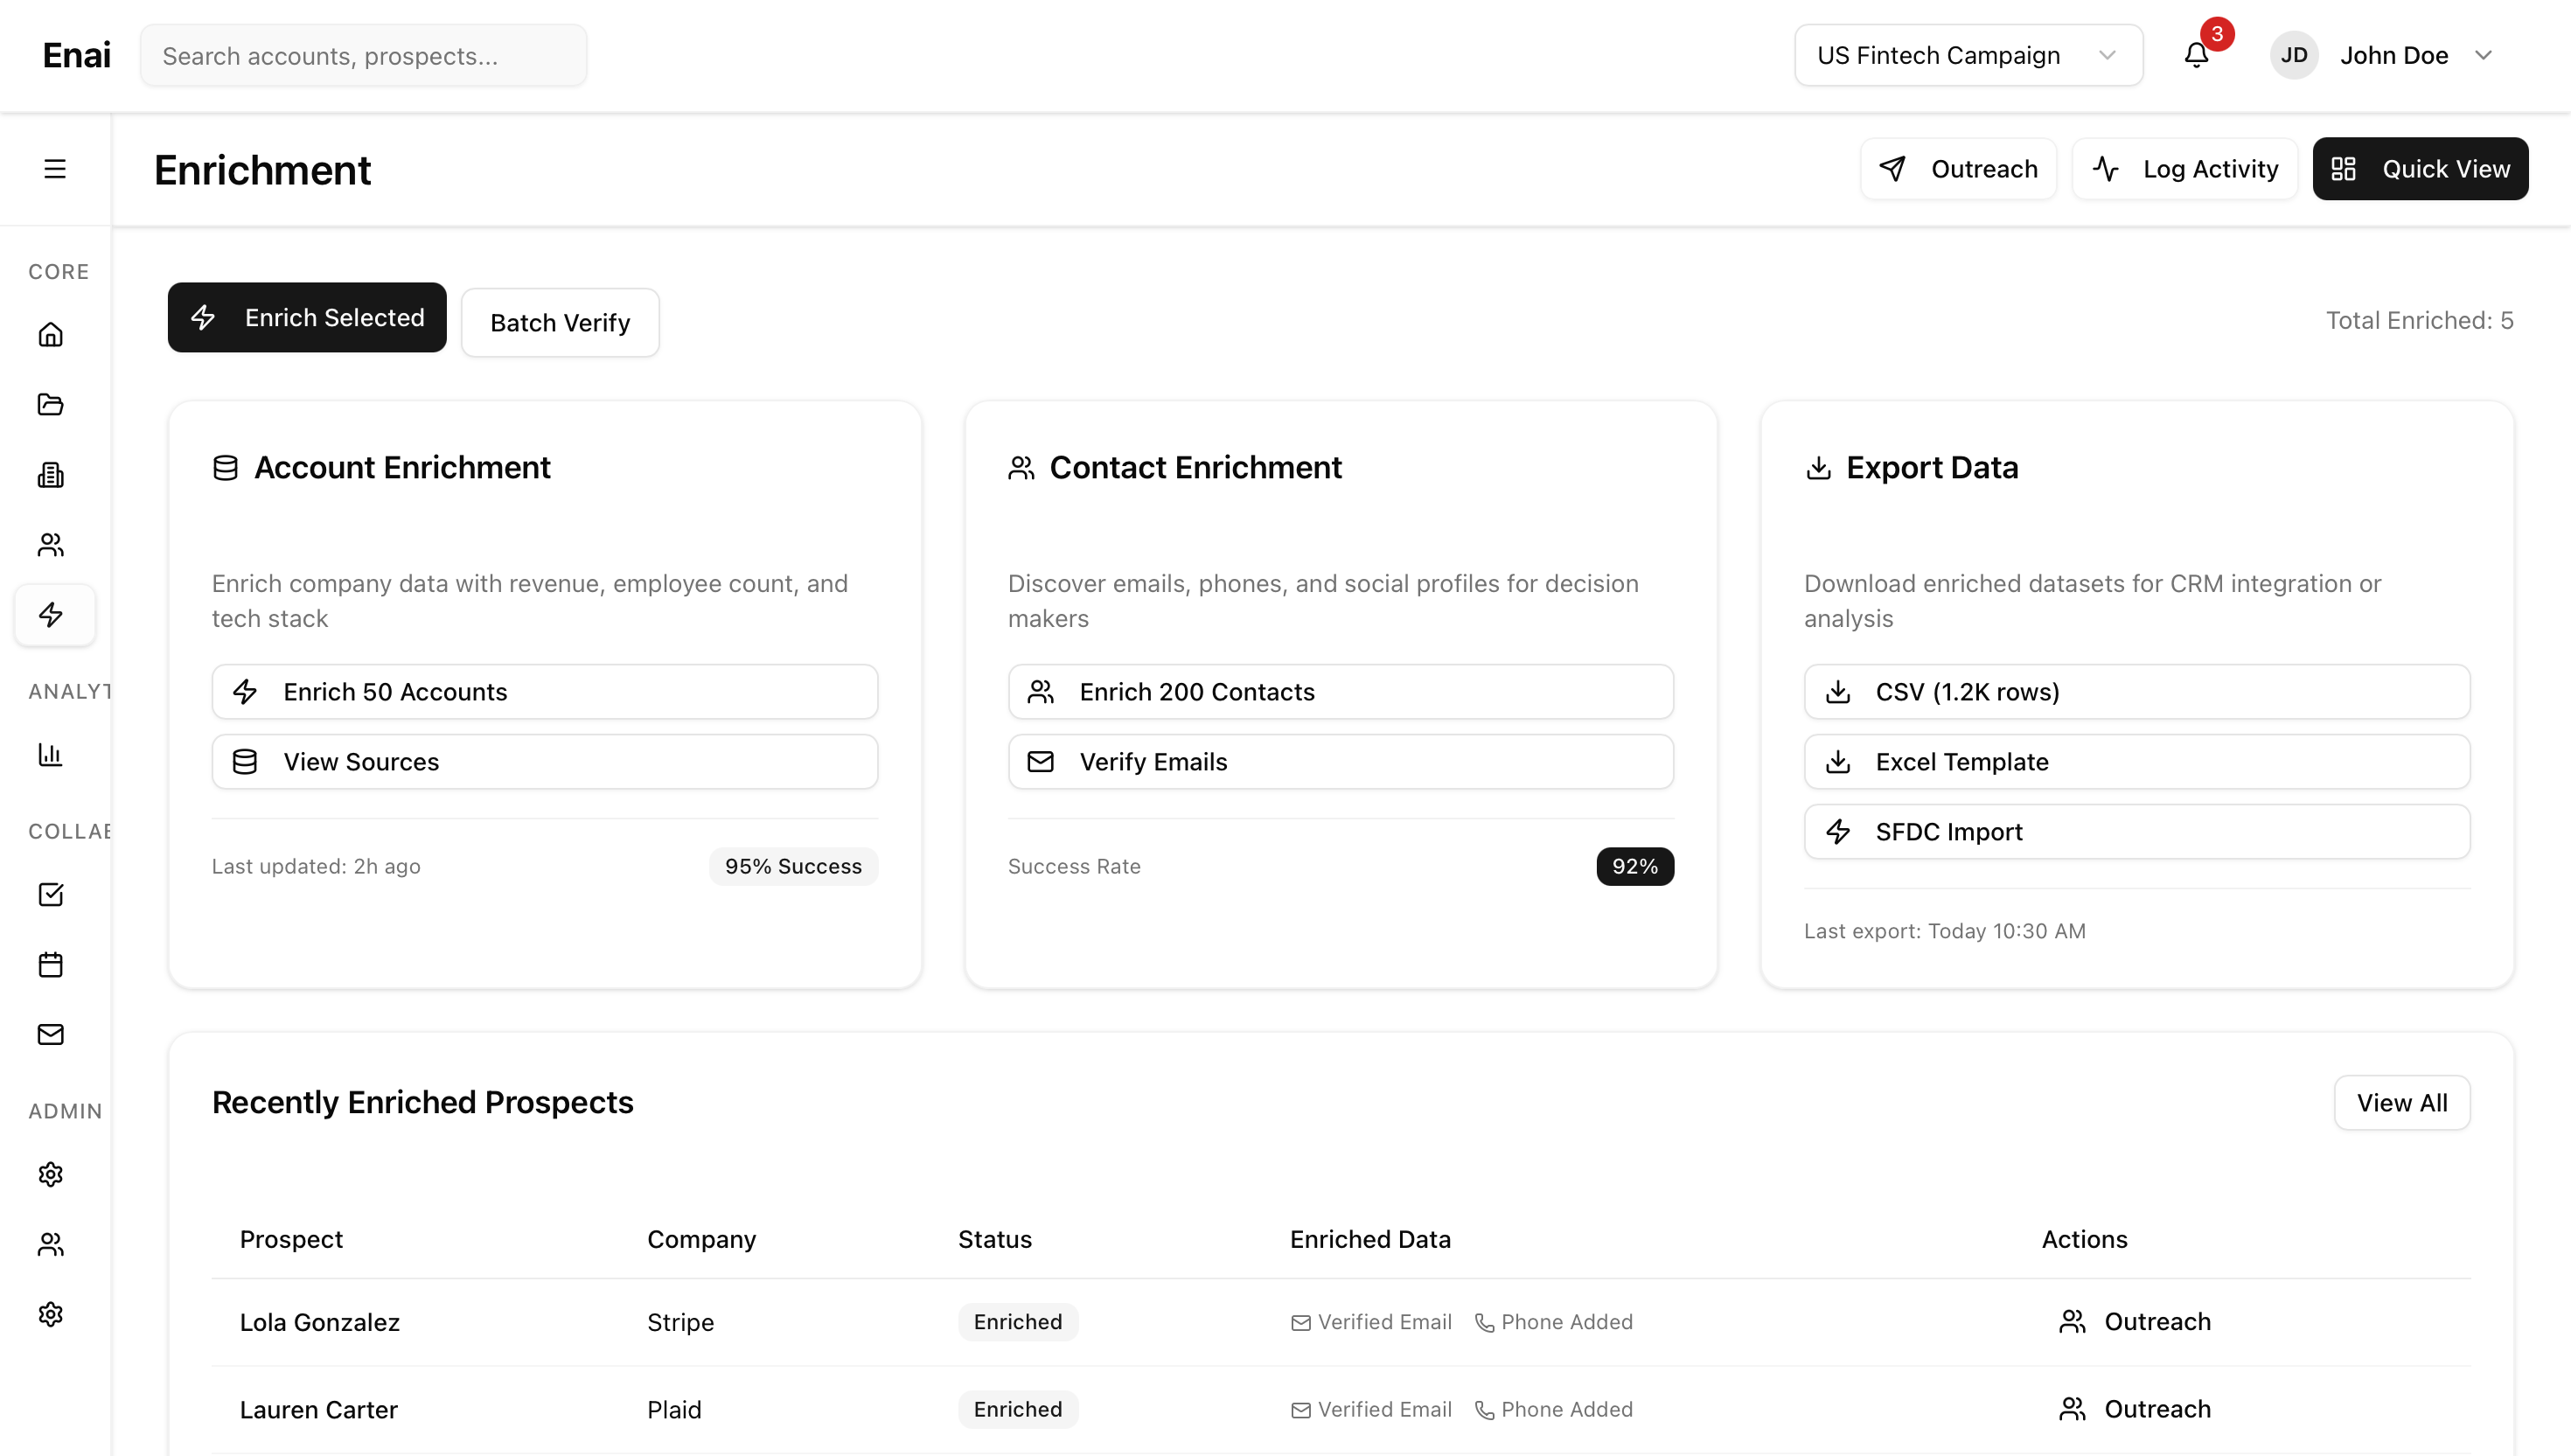 Enai
Search accounts, prospects...
US Fintech Campaign
3
JD
John Doe
Enrichment
Outreach
Log Activity
Quick View
CORE
ANALYT
COLLAB
ADMIN
Enrich Selected
Batch Verify
Total Enriched: 5
Account Enrichment
Enrich company data with revenue, employee count, and
tech stack
Enrich 50 Accounts
View Sources
Last updated: 2h ago
95% Success
Contact Enrichment
Discover emails, phones, and social profiles for decision
makers
Enrich 200 Contacts
Verify Emails
Success Rate
92%
Export Data
Download enriched datasets for CRM integration or
analysis
CSV (1.2K rows)
Excel Template
SFDC Import
Last export: Today 10:30 AM
Recently Enriched Prospects
View All
Prospect Company Status Enriched Data Actions
Lola Gonzalez Stripe Enriched Verified Email Phone Added Outreach
Lauren Carter Plaid Enriched Verified Email Phone Added Outreach